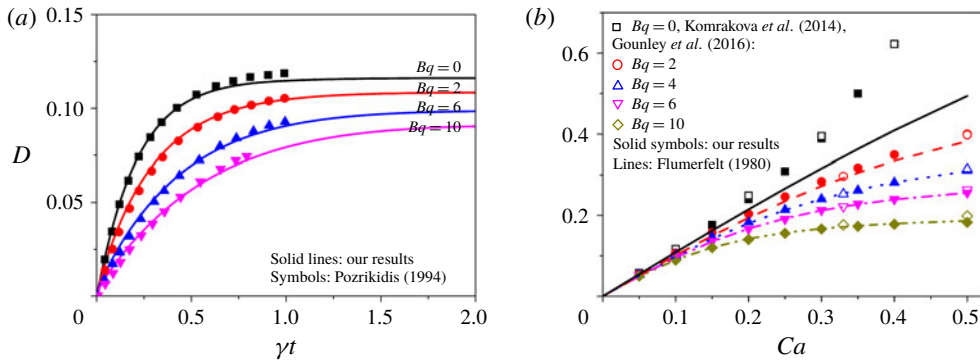 (a)
0.15
0.10
D
0.05
0
0.5
1.0
1.5
2.0
γt
Bq = 0
Bq = 2
Bq = 6
Bq = 10
Solid lines: our results
Symbols: Pozrikidis (1994)
(b)
0.6
0.4
0.2
0
0.1
0.2
0.3
0.4
0.5
Ca
Bq = 0, Komrakova et al. (2014),
Gounley et al. (2016):
Bq = 2
Bq = 4
Bq = 6
Bq = 10
Solid symbols: our results
Lines: Flumerfelt (1980)